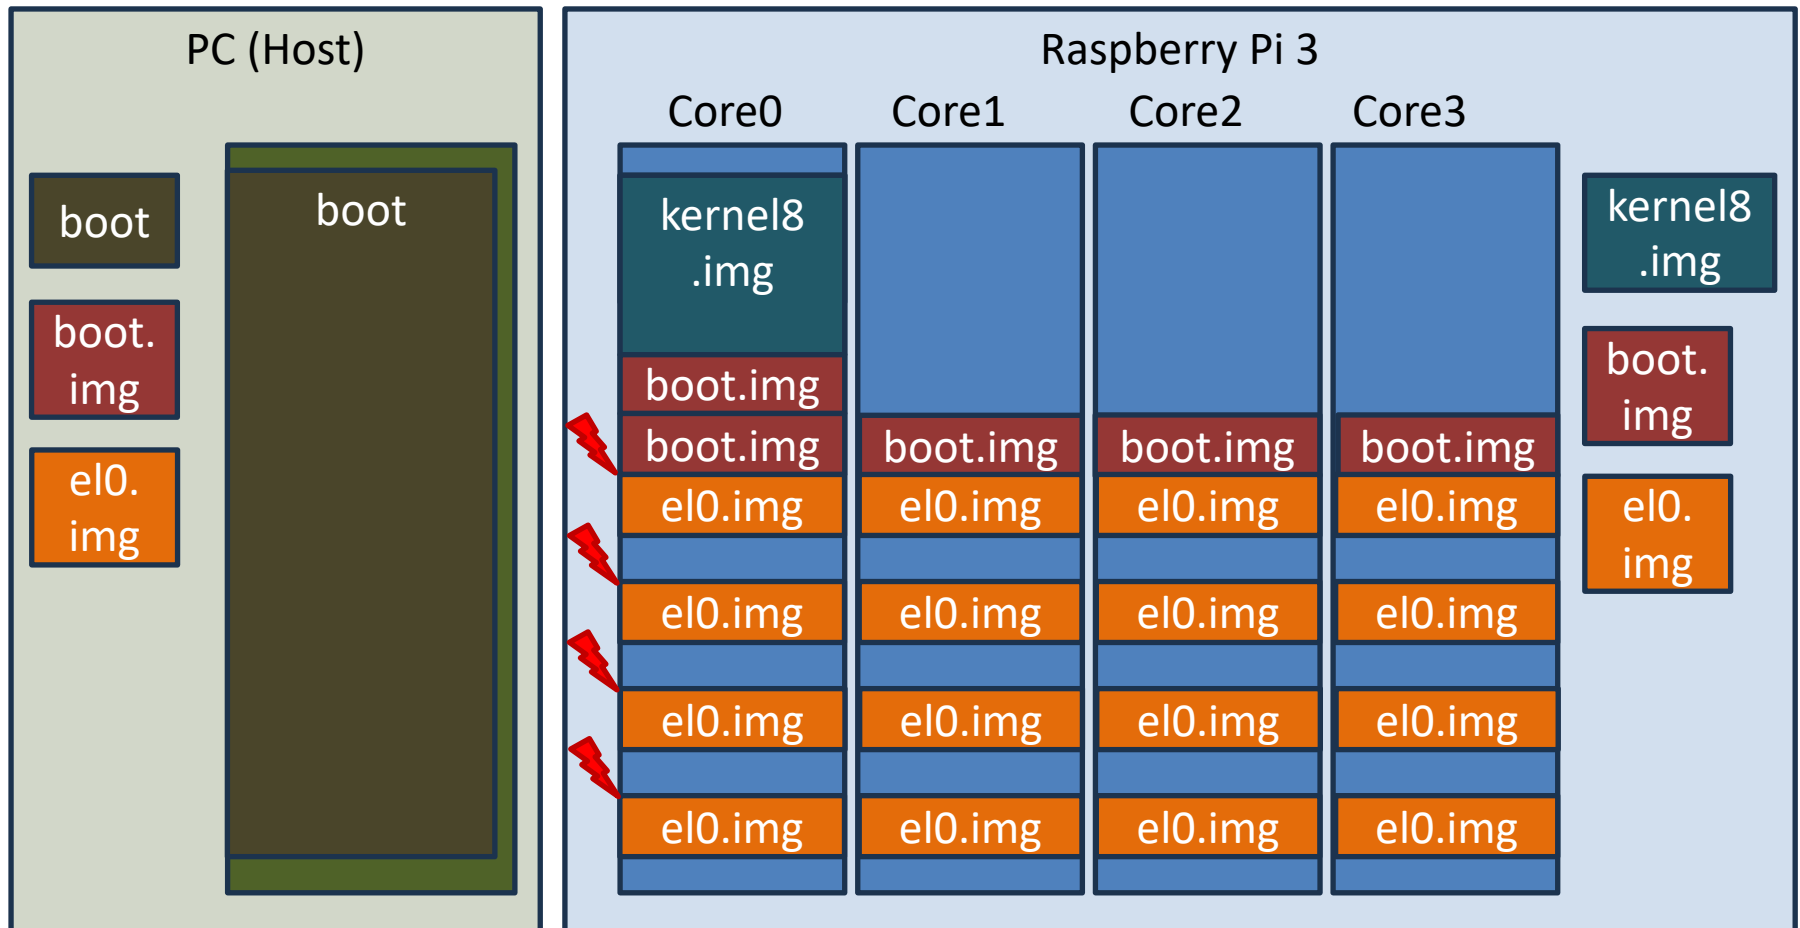 PC (Host)
boot
boot.
img
el0.
img
boot
Raspberry Pi 3
Core0 Core1 Core2 Core3
kernel8
.img
boot.img
boot.img boot.img boot.img boot.img
el0.img el0.img el0.img el0.img
el0.img el0.img el0.img el0.img
el0.img el0.img el0.img el0.img
el0.img el0.img el0.img el0.img
kernel8
.img
boot.
img
el0.
img